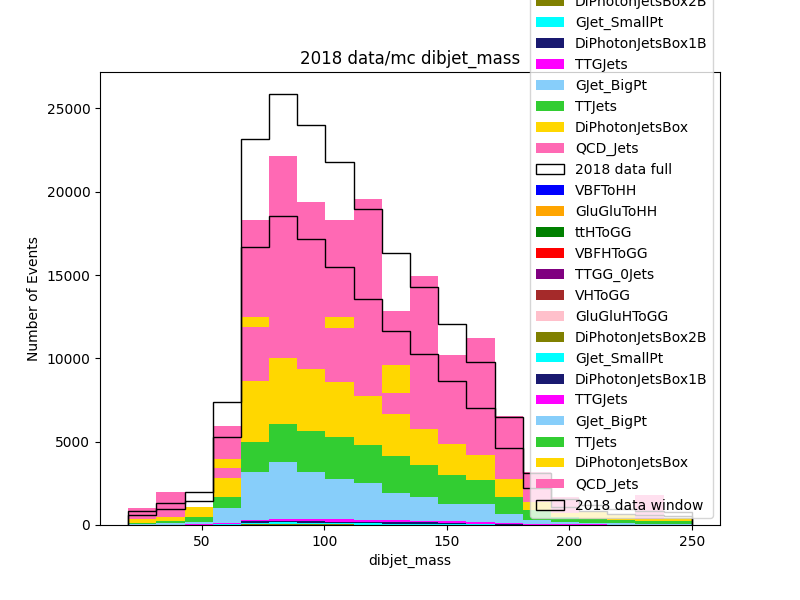 DiPhotonJetsBox2B
GJet_SmallPt
DiPhotonJetsBox1B
2018 data/mc dibjet_mass
TTGJets
GJet_BigPt
TTJets
DiPhotonJetsBox
QCD_Jets
2018 data full
VBFToHH
GluGluToHH
ttHToGG
VBFHToGG
TTGG_0Jets
VHToGG
GluGluHToGG
DiPhotonJetsBox2B
GJet_SmallPt
DiPhotonJetsBox1B
TTGJets
GJet_BigPt
TTJets
DiPhotonJetsBox
QCD_Jets
2018 data window
Number of Events
25000
20000
15000
10000
5000
0
50 100 150 200 250
dibjet_mass